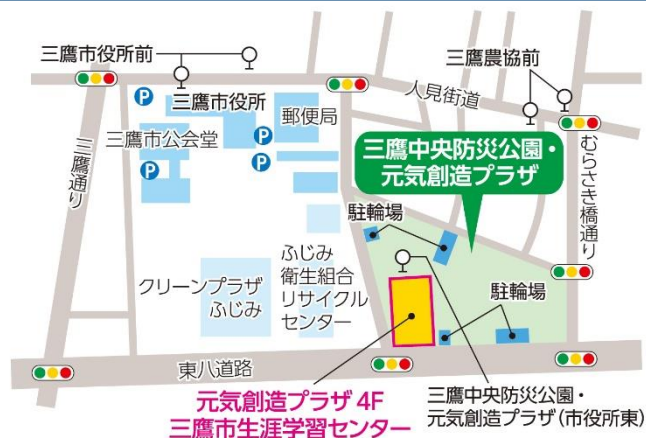 三鷹市役所前
三鷹農協前
P
三鷹市役所
人見街道
郵便局
三鷹市公会堂
P
P
三鷹中央防災公園・
元気創造プラザ
三鷹通り
むらさき橋通り
駐輪場
ふじみ
衛生組合
リサイクル
センター
クリーンプラザ
ふじみ
駐輪場
東八道路
元気創造プラザ 4F
三鷹市生涯学習センター
三鷹中央防災公園・
元気創造プラザ(市役所東)